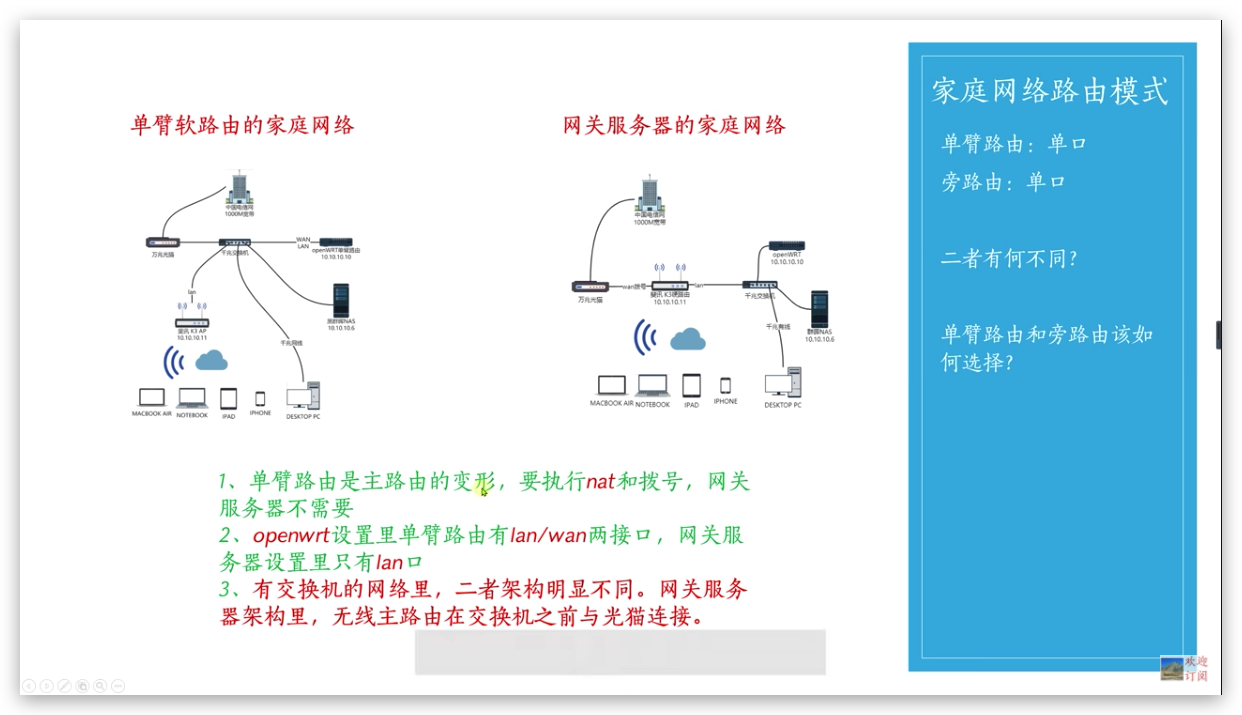 单臂软路由的家庭网络
中国电信网
1000M宽带
万兆光猫
千兆交换机
WAN
LAN
openWRT单臂路由
10.10.10.10
lan
斐讯 K3 AP
10.10.10.11
黑群晖NAS
10.10.10.6
千兆网线
MACBOOK AIR
NOTEBOOK
IPAD
IPHONE
DESKTOP PC
网关服务器的家庭网络
中国电信网
1000M宽带
万兆光猫
wan拨号
斐讯 K3硬路由
10.10.10.11
lan
openWRT
10.10.10.10
千兆交换机
千兆有线
群晖NAS
10.10.10.6
MACBOOK AIR
NOTEBOOK
IPAD
IPHONE
DESKTOP PC
1、单臂路由是主路由的变形，要执行nat和拨号，网关
服务器不需要
2、openwrt设置里单臂路由有lan/wan两接口，网关服
务器设置里只有lan口
3、有交换机的网络里，二者架构明显不同。网关服务
器架构里，无线主路由在交换机之前与光猫连接。
家庭网络路由模式
单臂路由：单口
旁路由：单口
二者有何不同？
单臂路由和旁路由该如
何选择？
欢迎
订阅